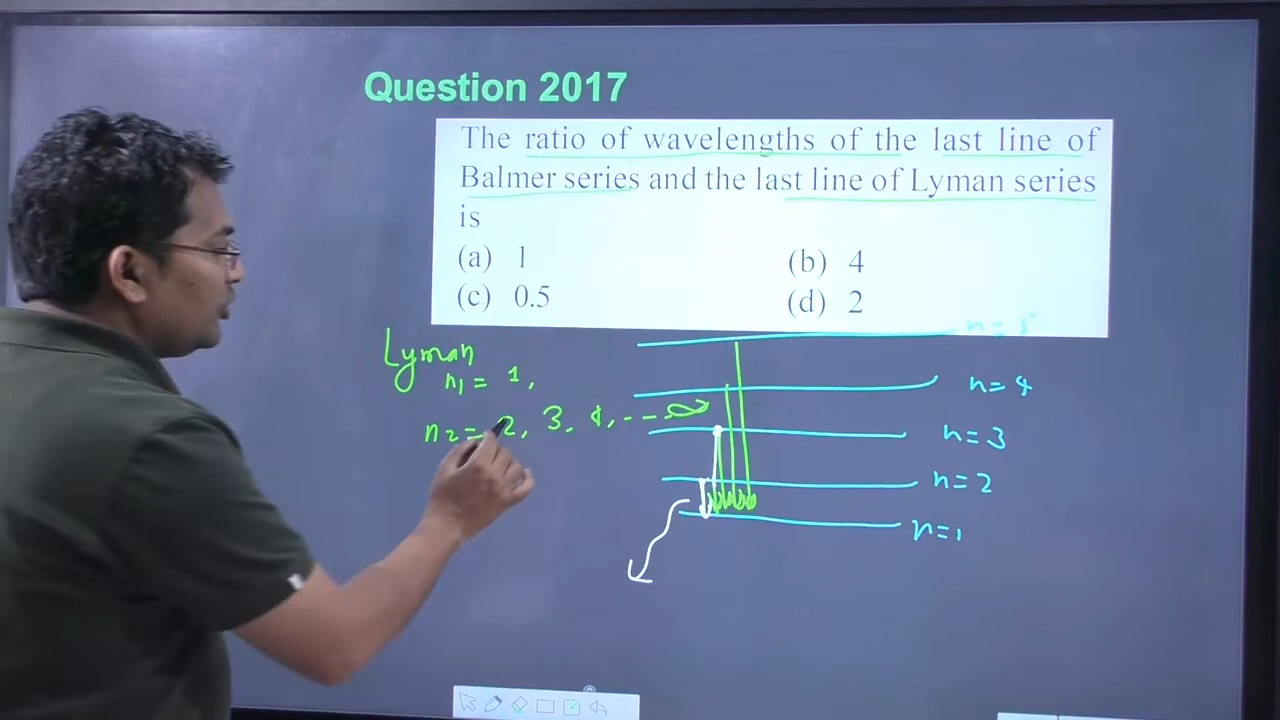 Question 2017
The ratio of wavelengths of the last line of
Balmer series and the last line of Lyman series
is
(a) 1 (b) 4
(c) 0.5 (d) 2
Lyman
n1 = 1,
n2 = 2, 3, 4, --- ∞
n=5
n=4
n=3
n=2
n=1